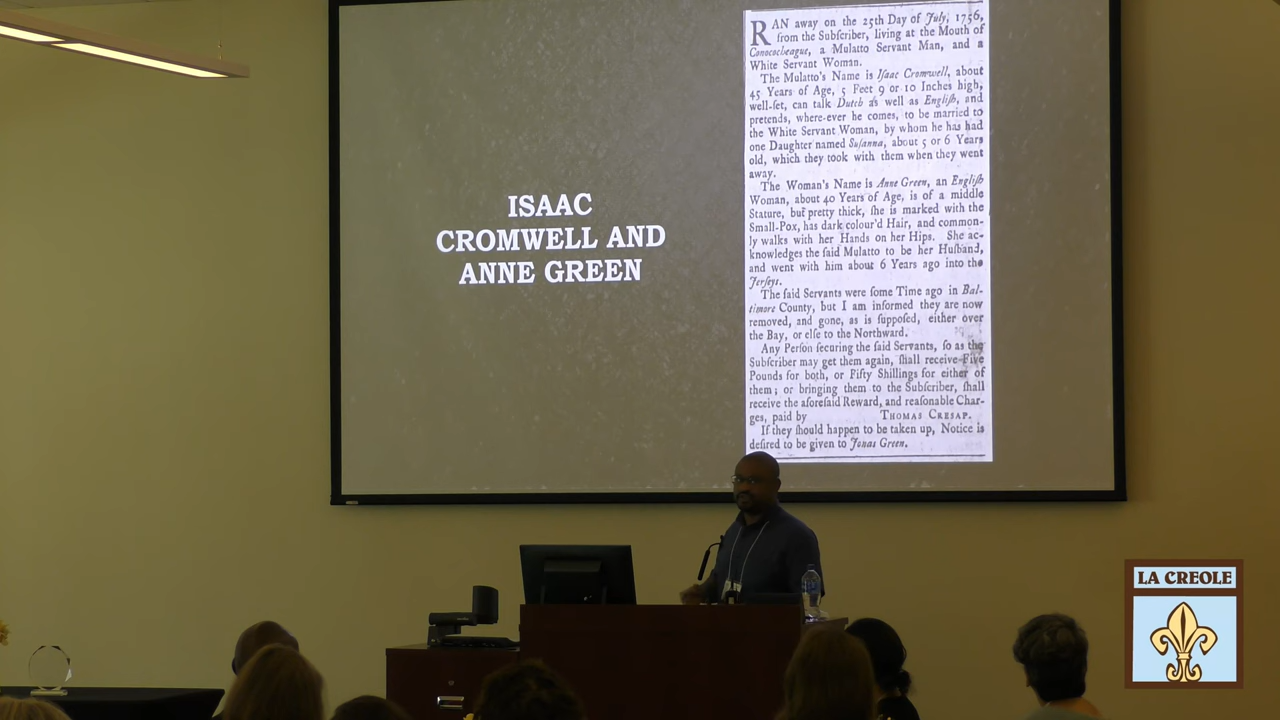 ISAAC
CROMWELL AND
ANNE GREEN
RAN away on the 25th Day of July, 1756,
from the Subſcriber, living at the Mouth of
Conococheague, a Mulatto Servant Man, and a
White Servant Woman.
The Mulatto's Name is Iſaac Cromwell, about
45 Years of Age, 5 Feet 9 or 10 Inches high,
well-ſet, can talk Dutch as well as Engliſh, and
pretends, where-ever he comes, to be married to
the White Servant Woman, by whom he has had
one Daughter named Suſanna, about 5 or 6 Years
old, which they took with them when they went
away.
The Woman's Name is Anne Green, an Engliſh
Woman, about 40 Years of Age, is of a middle
Stature, but pretty thick, ſhe is marked with the
Small-Pox, has dark colour'd Hair, and common-
ly walks with her Hands on her Hips. She ac-
knowledges the ſaid Mulatto to be her Huſband,
and went with him about 6 Years ago into the
Jerſeys.
The ſaid Servants were ſome Time ago in Bal-
timore County, but I am informed they are now
removed, and gone, as is ſuppoſed, either over
the Bay, or elſe to the Northward.
Any Perſon ſecuring the ſaid Servants, ſo as the
Subſcriber may get them again, ſhall receive Five
Pounds for both, or Fifty Shillings for either of
them; or bringing them to the Subſcriber, ſhall
receive the aforeſaid Reward, and reaſonable Char-
ges, paid by THOMAS CRESAP.
If they ſhould happen to be taken up, Notice is
deſired to be given to Jonas Green.
LA CREOLE